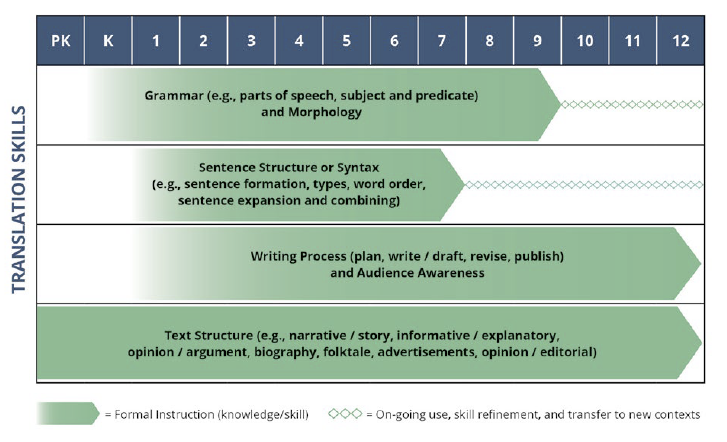 PK K 1 2 3 4 5 6 7 8 9 10 11 12
TRANSLATION SKILLS
Grammar (e.g., parts of speech, subject and predicate)
and Morphology
Sentence Structure or Syntax
(e.g., sentence formation, types, word order,
sentence expansion and combining)
Writing Process (plan, write / draft, revise, publish)
and Audience Awareness
Text Structure (e.g., narrative / story, informative / explanatory,
opinion / argument, biography, folktale, advertisements, opinion / editorial)
= Formal Instruction (knowledge/skill)
= On-going use, skill refinement, and transfer to new contexts